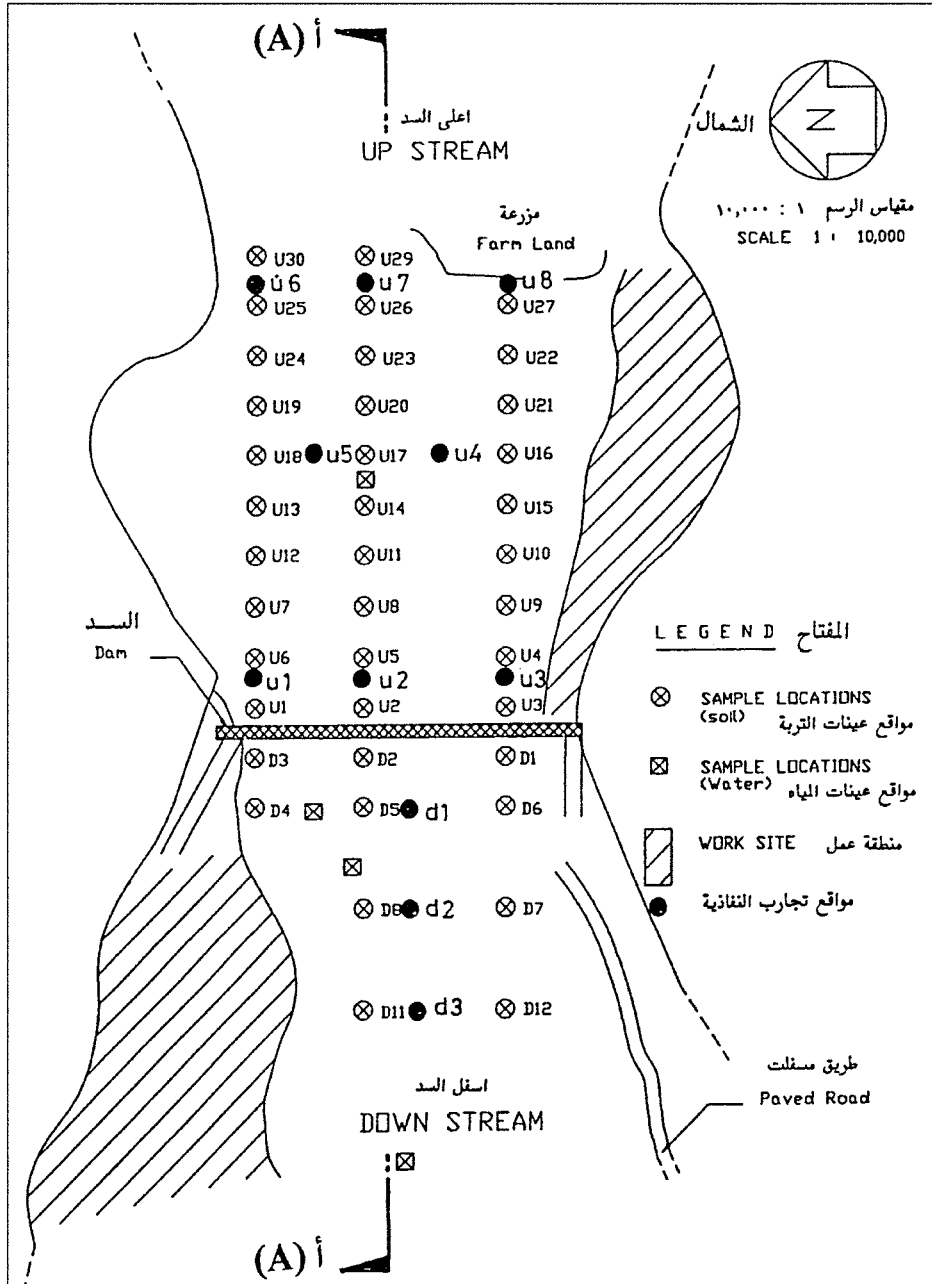 (A) أ
اعلى السد
UP STREAM
الشمال
N
مقياس الرسم ١ : ١٠,٠٠٠
SCALE 1 : 10,000
مزرعة
Farm Land
U30 U29
u6 u7 u8
U25 U26 U27
U24 U23 U22
U19 U20 U21
U18 u5 U17 u4 U16
U13 U14 U15
U12 U11 U10
U7 U8 U9
السد
Dam
U6 U5 U4
u1 u2 u3
U1 U2 U3
D3 D2 D1
D4 D5 d1 D6
D8 d2 D7
D11 d3 D12
اسفل السد
DOWN STREAM
(A) أ
LEGEND المفتاح
SAMPLE LOCATIONS
(soil) مواقع عينات التربة
SAMPLE LOCATIONS
(Water) مواقع عينات المياه
WORK SITE منطقة عمل
مواقع تجارب النفاذية
طريق مسفلت
Paved Road